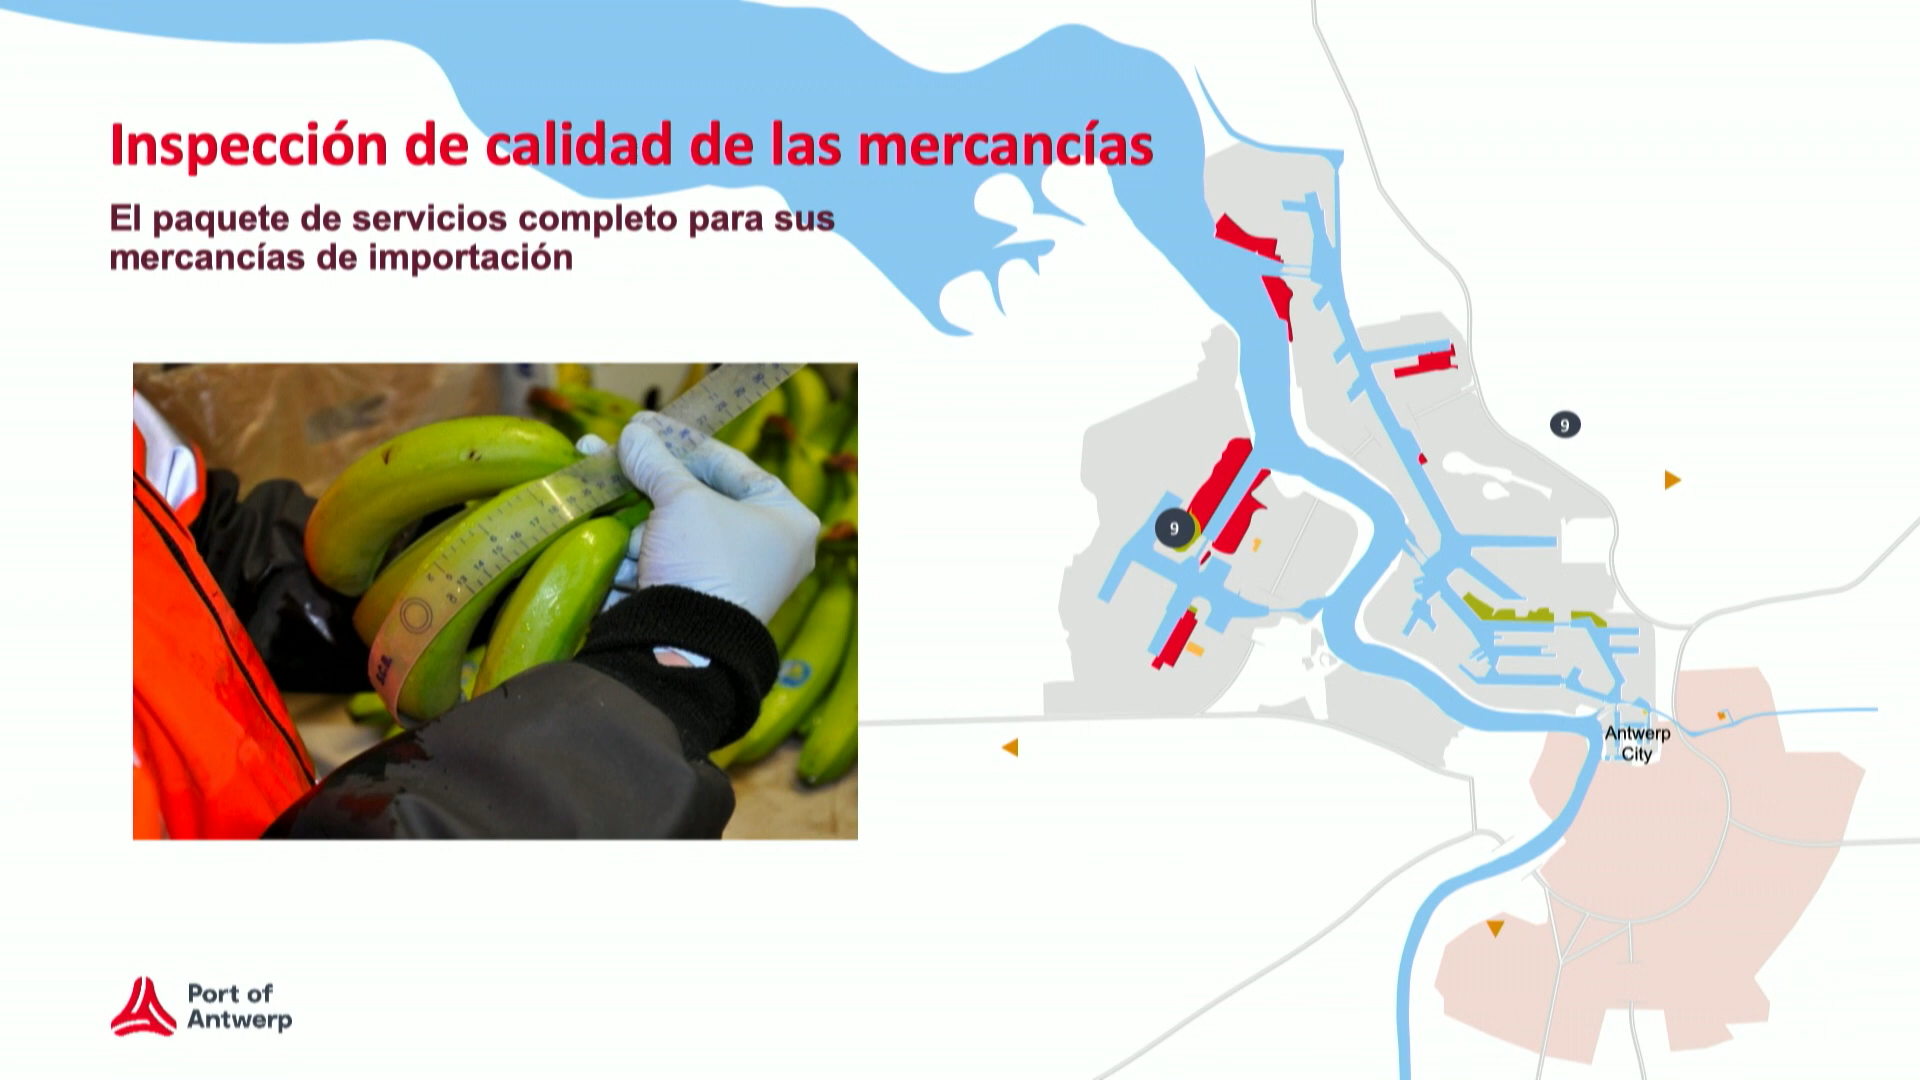 Inspección de calidad de las mercancías
El paquete de servicios completo para sus
mercancías de importación
9
9
Antwerp
City
Port of
Antwerp